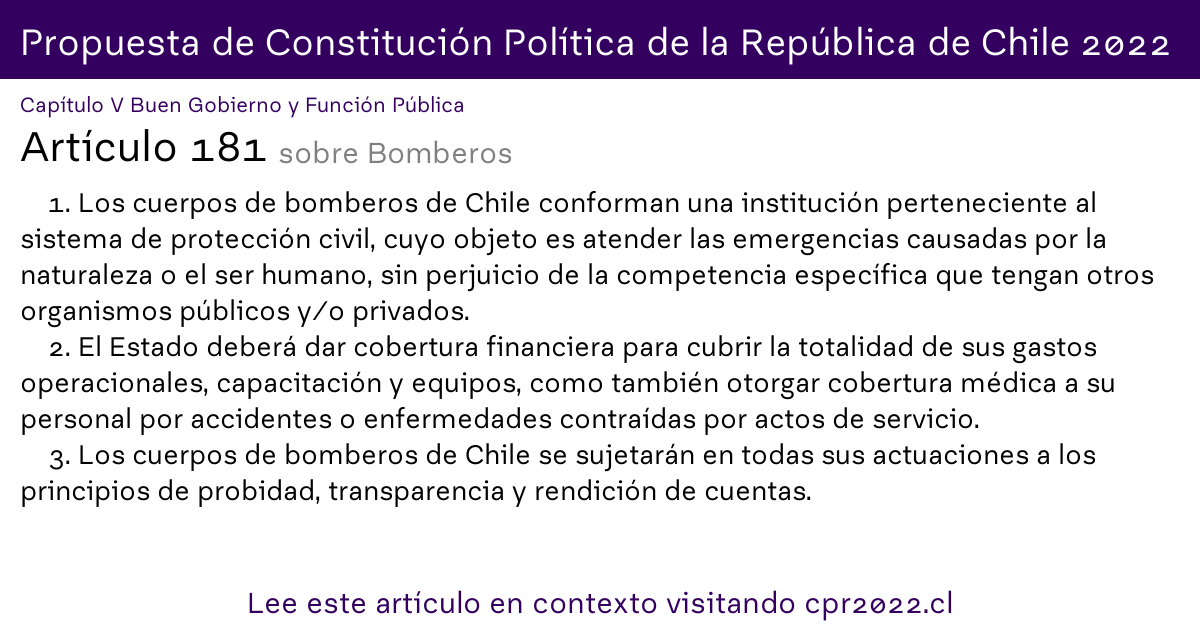 Propuesta de Constitución Política de la República de Chile 2022
Capítulo V Buen Gobierno y Función Pública
Artículo 181 sobre Bomberos
1. Los cuerpos de bomberos de Chile conforman una institución perteneciente al
sistema de protección civil, cuyo objeto es atender las emergencias causadas por la
naturaleza o el ser humano, sin perjuicio de la competencia específica que tengan otros
organismos públicos y/o privados.
2. El Estado deberá dar cobertura financiera para cubrir la totalidad de sus gastos
operacionales, capacitación y equipos, como también otorgar cobertura médica a su
personal por accidentes o enfermedades contraídas por actos de servicio.
3. Los cuerpos de bomberos de Chile se sujetarán en todas sus actuaciones a los
principios de probidad, transparencia y rendición de cuentas.
Lee este artículo en contexto visitando cpr2022.cl